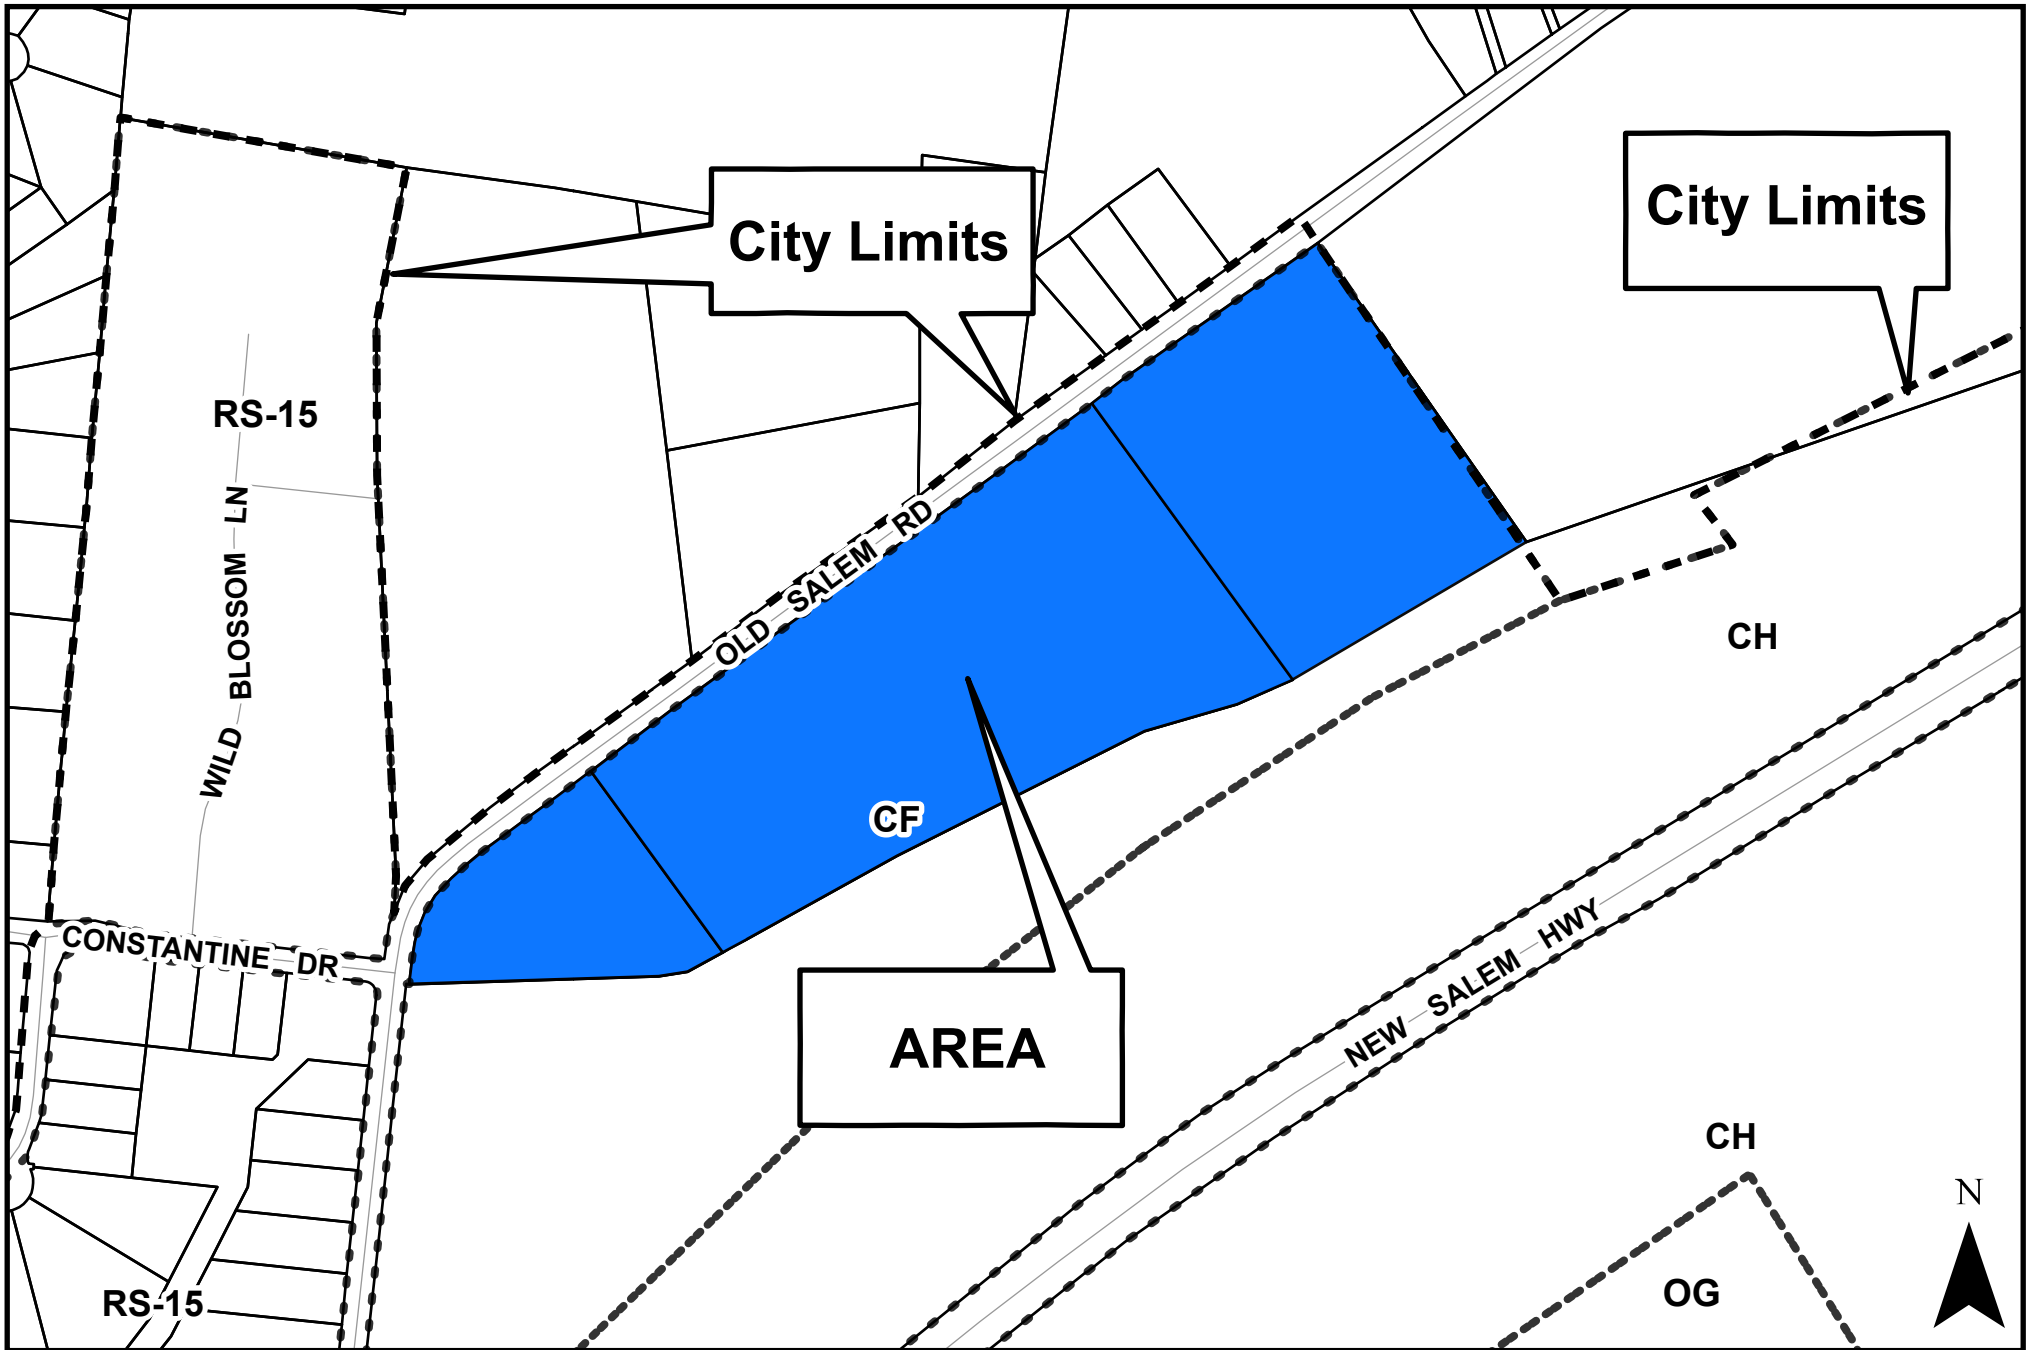 City Limits
City Limits
RS-15
WILD BLOSSOM LN
OLD SALEM RD
CH
CF
CONSTANTINE DR
NEW SALEM HWY
AREA
CH
N
OG
RS-15